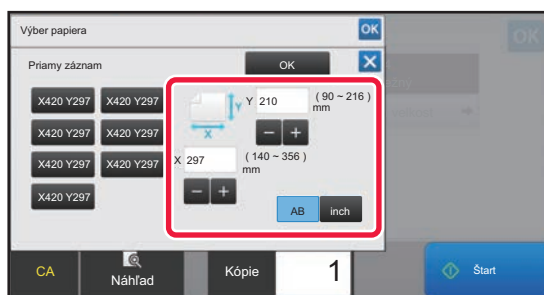 Výber papiera
OK
OK
Priamy záznam
OK
X420 Y297
X420 Y297
Y
Y 210
( 90 ~ 216 )
mm
X420 Y297
X420 Y297
X
X420 Y297
X420 Y297
X 297
( 140 ~ 356 )
mm
X420 Y297
AB
inch
CA
Náhľad
Kópie
1
Štart